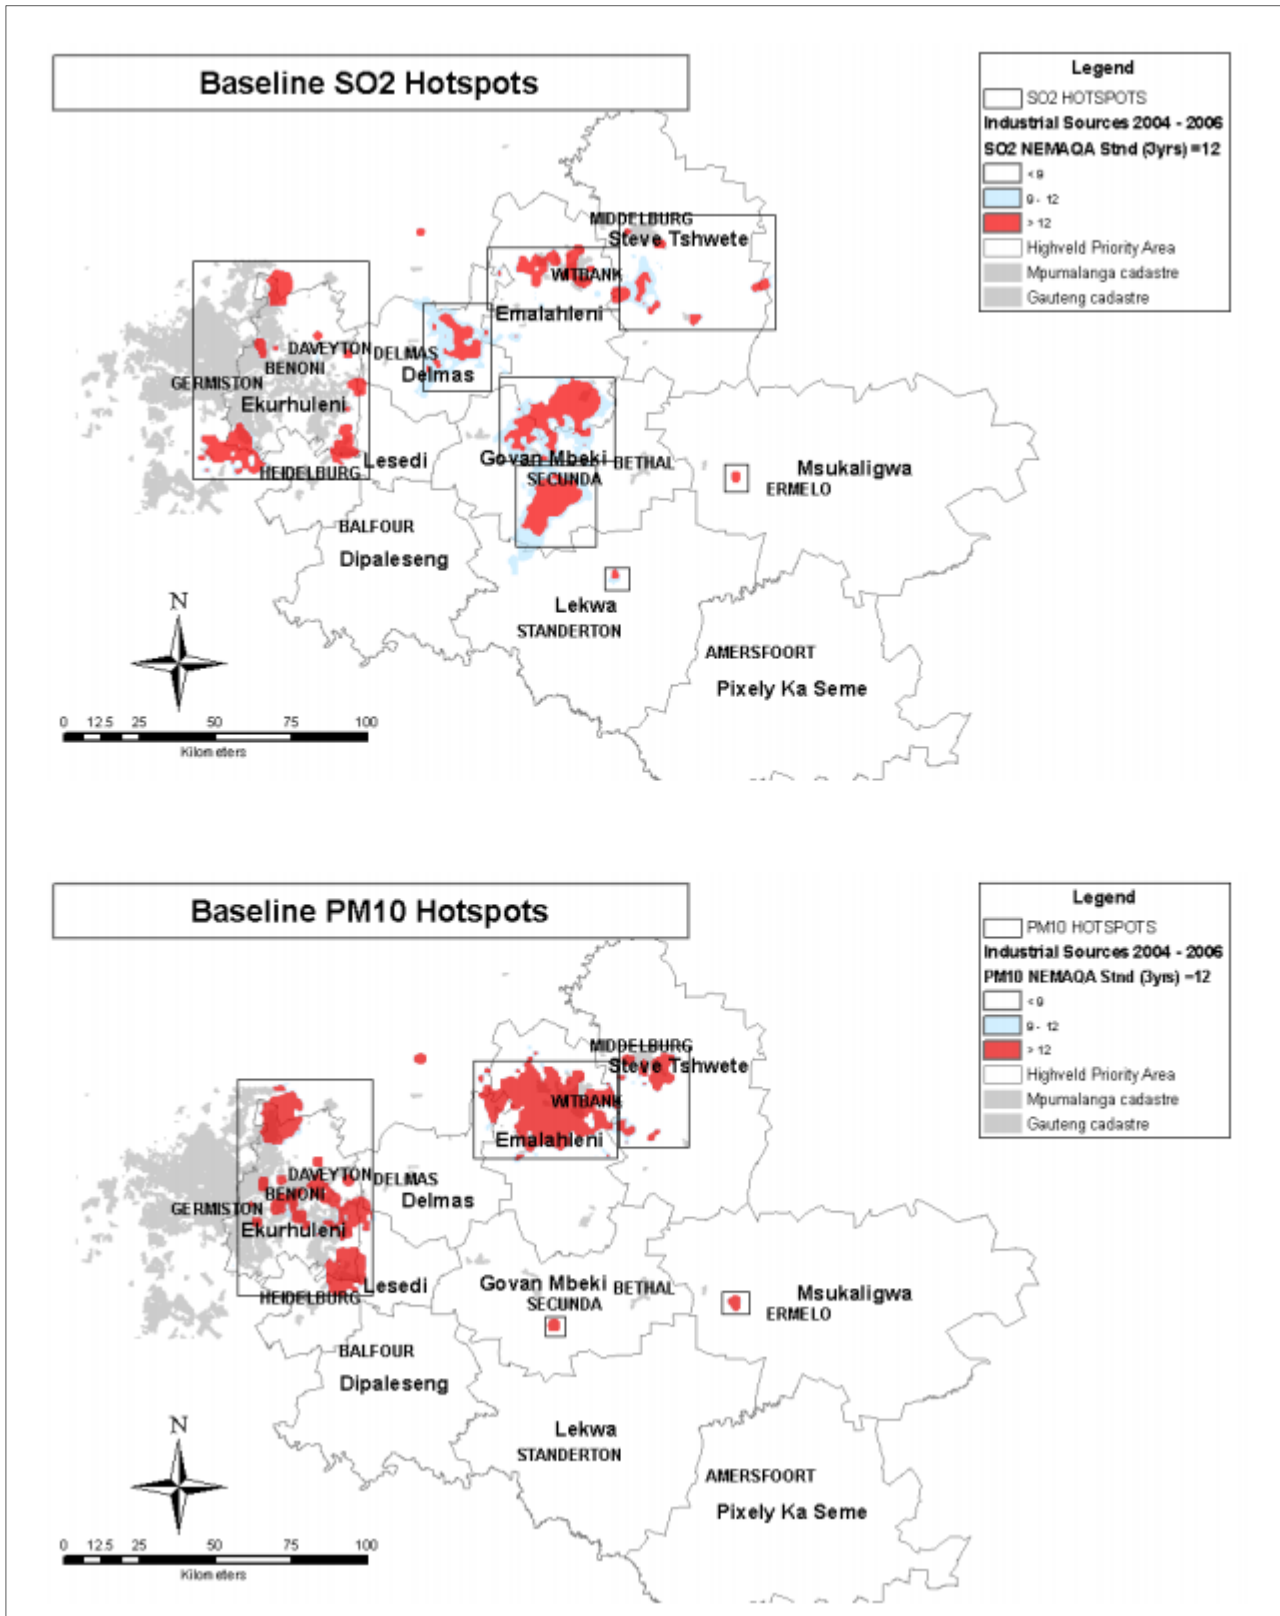 Baseline SO2 Hotspots
Legend
SO2 HOTSPOTS
Industrial Sources 2004 - 2006
SO2 NEMAQA Stnd (3yrs) =12
< 9
9 - 12
> 12
Highveld Priority Area
Mpumalanga cadastre
Gauteng cadastre
MIDDELBURG
Steve Tshwete
WITBANK
Emalahleni
DAVEYTON
DELMAS
BENONI
Delmas
GERMISTON
Ekurhuleni
Lesedi
HEIDELBURG
Govan Mbeki
BETHAL
SECUNDA
Msukaligwa
ERMELO
BALFOUR
Dipaleseng
Lekwa
STANDERTON
AMERSFOORT
Pixely Ka Seme
N
0 12.5 25 50 75 100
Kilometers
Baseline PM10 Hotspots
Legend
PM10 HOTSPOTS
Industrial Sources 2004 - 2006
PM10 NEMAQA Stnd (3yrs) =12
< 9
9 - 12
> 12
Highveld Priority Area
Mpumalanga cadastre
Gauteng cadastre
MIDDELBURG
Steve Tshwete
WITBANK
Emalahleni
DAVEYTON
DELMAS
BENONI
Delmas
GERMISTON
Ekurhuleni
Lesedi
HEIDELBURG
Govan Mbeki
BETHAL
SECUNDA
Msukaligwa
ERMELO
BALFOUR
Dipaleseng
Lekwa
STANDERTON
AMERSFOORT
Pixely Ka Seme
N
0 12.5 25 50 75 100
Kilometers